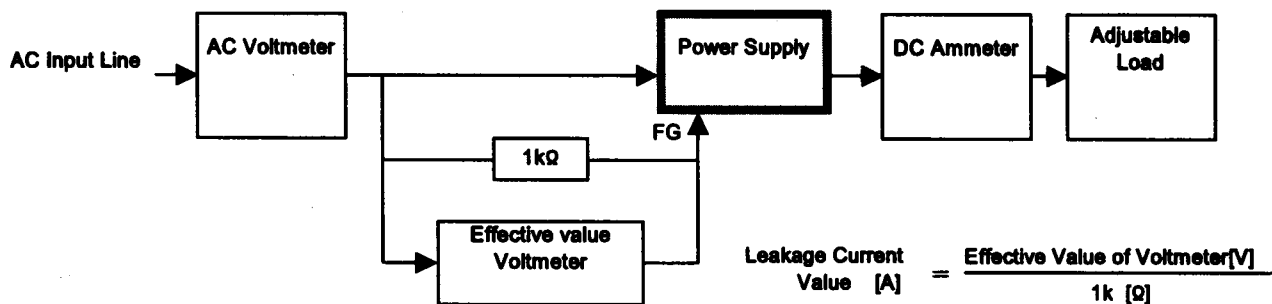 AC Input Line
AC Voltmeter
Power Supply
DC Ammeter
Adjustable
Load
FG
1kΩ
Effective value
Voltmeter
Leakage Current
Value [A]
= Effective Value of Voltmeter[V]
1k [Ω]